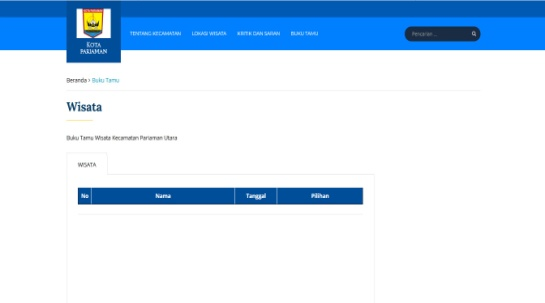 KOTA
PARIAMAN
TENTANG KECAMATAN LOKASI WISATA KRITIK DAN SARAN BUKU TAMU
Pencarian ...
Beranda › Buku Tamu
Wisata
Buku Tamu Wisata Kecamatan Pariaman Utara
WISATA
No Nama Tanggal Pilihan